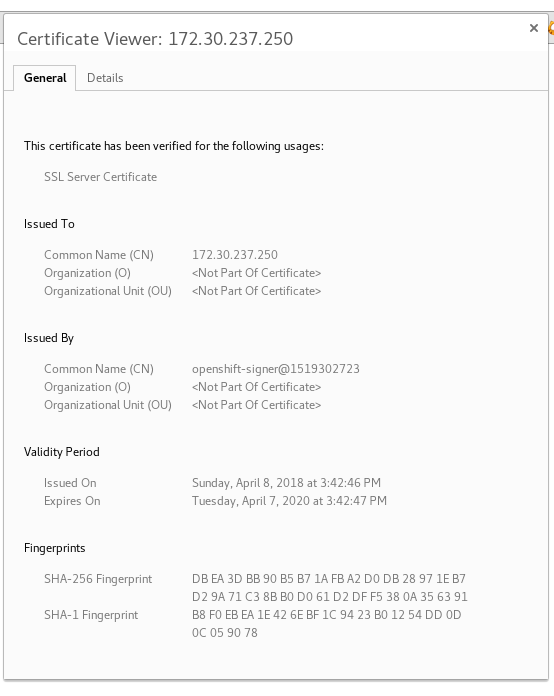 Certificate Viewer: 172.30.237.250
×
General Details
This certificate has been verified for the following usages:
SSL Server Certificate
Issued To
Common Name (CN) 172.30.237.250
Organization (O) <Not Part Of Certificate>
Organizational Unit (OU) <Not Part Of Certificate>
Issued By
Common Name (CN) openshift-signer@1519302723
Organization (O) <Not Part Of Certificate>
Organizational Unit (OU) <Not Part Of Certificate>
Validity Period
Issued On Sunday, April 8, 2018 at 3:42:46 PM
Expires On Tuesday, April 7, 2020 at 3:42:47 PM
Fingerprints
SHA-256 Fingerprint DB EA 3D BB 90 B5 B7 1A FB A2 D0 DB 28 97 1E B7
D2 9A 71 C3 8B B0 D0 61 D2 DF F5 38 0A 35 63 91
SHA-1 Fingerprint B8 F0 EB EA 1E 42 6E BF 1C 94 23 B0 12 54 DD 0D
0C 05 90 78